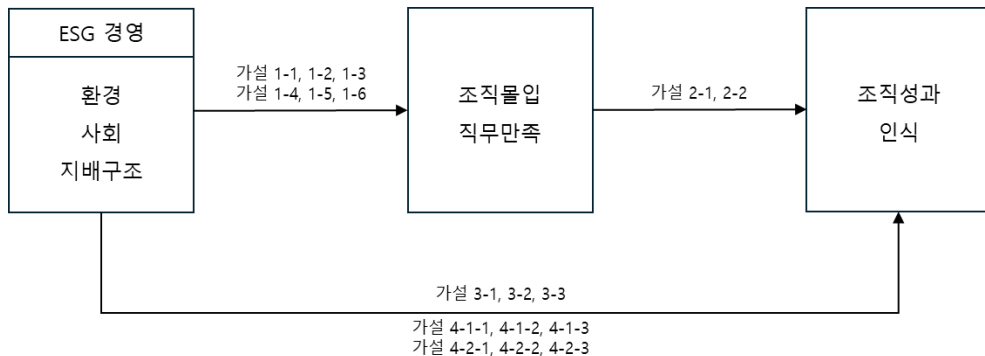 ESG 경영
환경
사회
지배구조
가설 1-1, 1-2, 1-3
가설 1-4, 1-5, 1-6
조직몰입
직무만족
가설 2-1, 2-2
조직성과
인식
가설 3-1, 3-2, 3-3
가설 4-1-1, 4-1-2, 4-1-3
가설 4-2-1, 4-2-2, 4-2-3